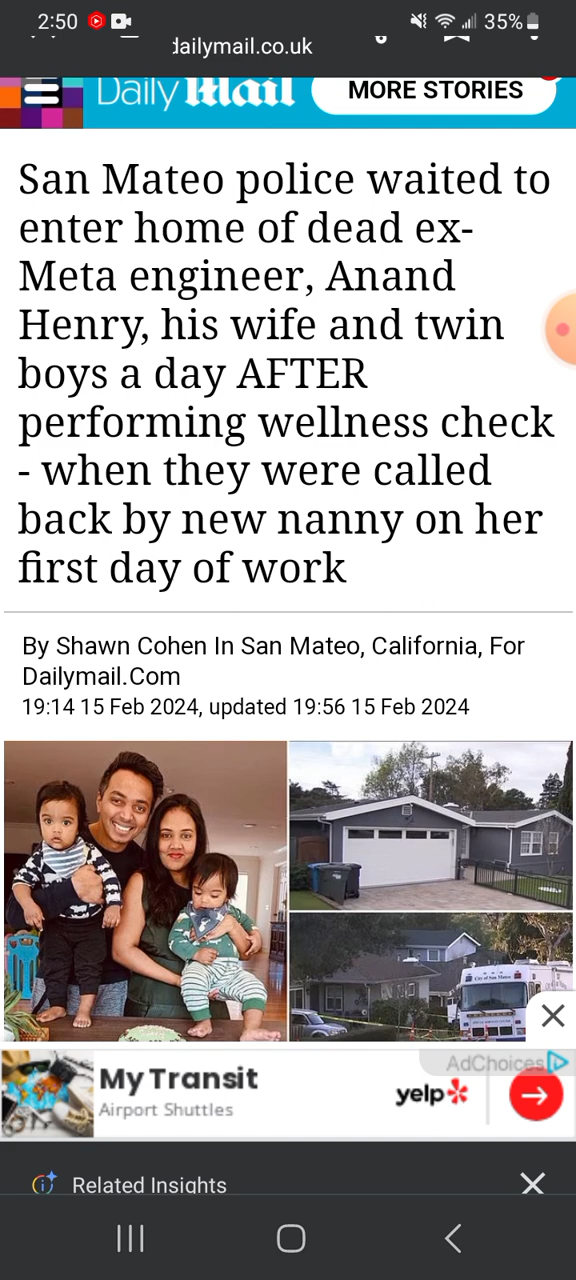 2:50
35%
dailymail.co.uk
Daily Mail
MORE STORIES
San Mateo police waited to
enter home of dead ex-
Meta engineer, Anand
Henry, his wife and twin
boys a day AFTER
performing wellness check
- when they were called
back by new nanny on her
first day of work
By Shawn Cohen In San Mateo, California, For
Dailymail.Com
19:14 15 Feb 2024, updated 19:56 15 Feb 2024
City of San Mateo
AdChoices
My Transit
Airport Shuttles
yelp
Related Insights